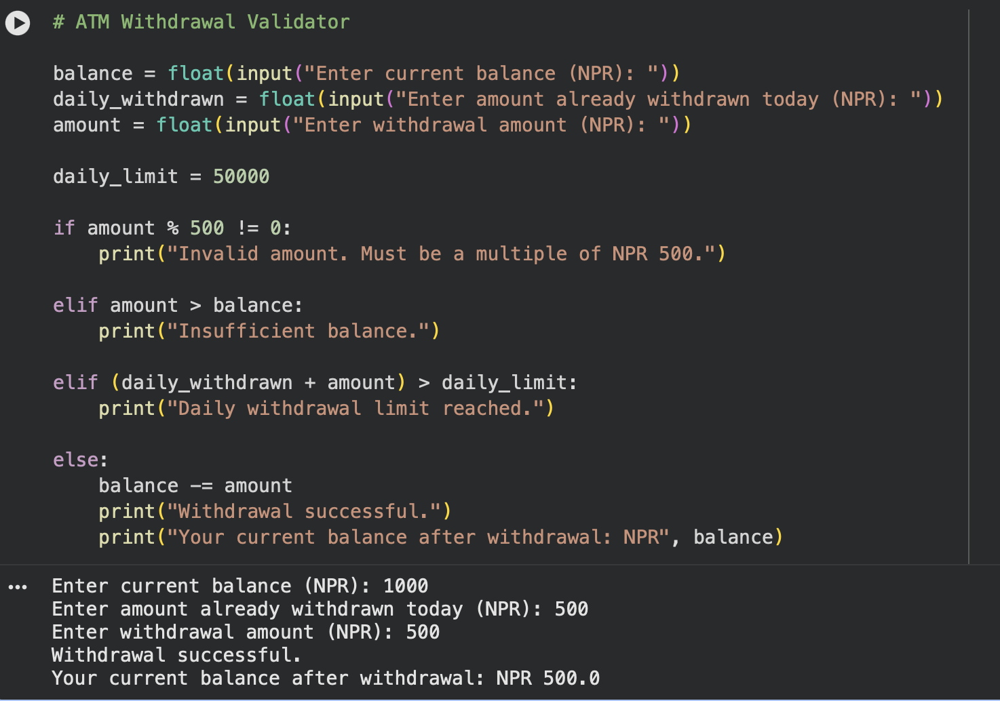 # ATM Withdrawal Validator
balance = float(input("Enter current balance (NPR): "))
daily_withdrawn = float(input("Enter amount already withdrawn today (NPR): "))
amount = float(input("Enter withdrawal amount (NPR): "))
daily_limit = 50000
if amount % 500 != 0:
    print("Invalid amount. Must be a multiple of NPR 500.")
elif amount > balance:
    print("Insufficient balance.")
elif (daily_withdrawn + amount) > daily_limit:
    print("Daily withdrawal limit reached.")
else:
    balance -= amount
    print("Withdrawal successful.")
    print("Your current balance after withdrawal: NPR", balance)
Enter current balance (NPR): 1000
Enter amount already withdrawn today (NPR): 500
Enter withdrawal amount (NPR): 500
Withdrawal successful.
Your current balance after withdrawal: NPR 500.0